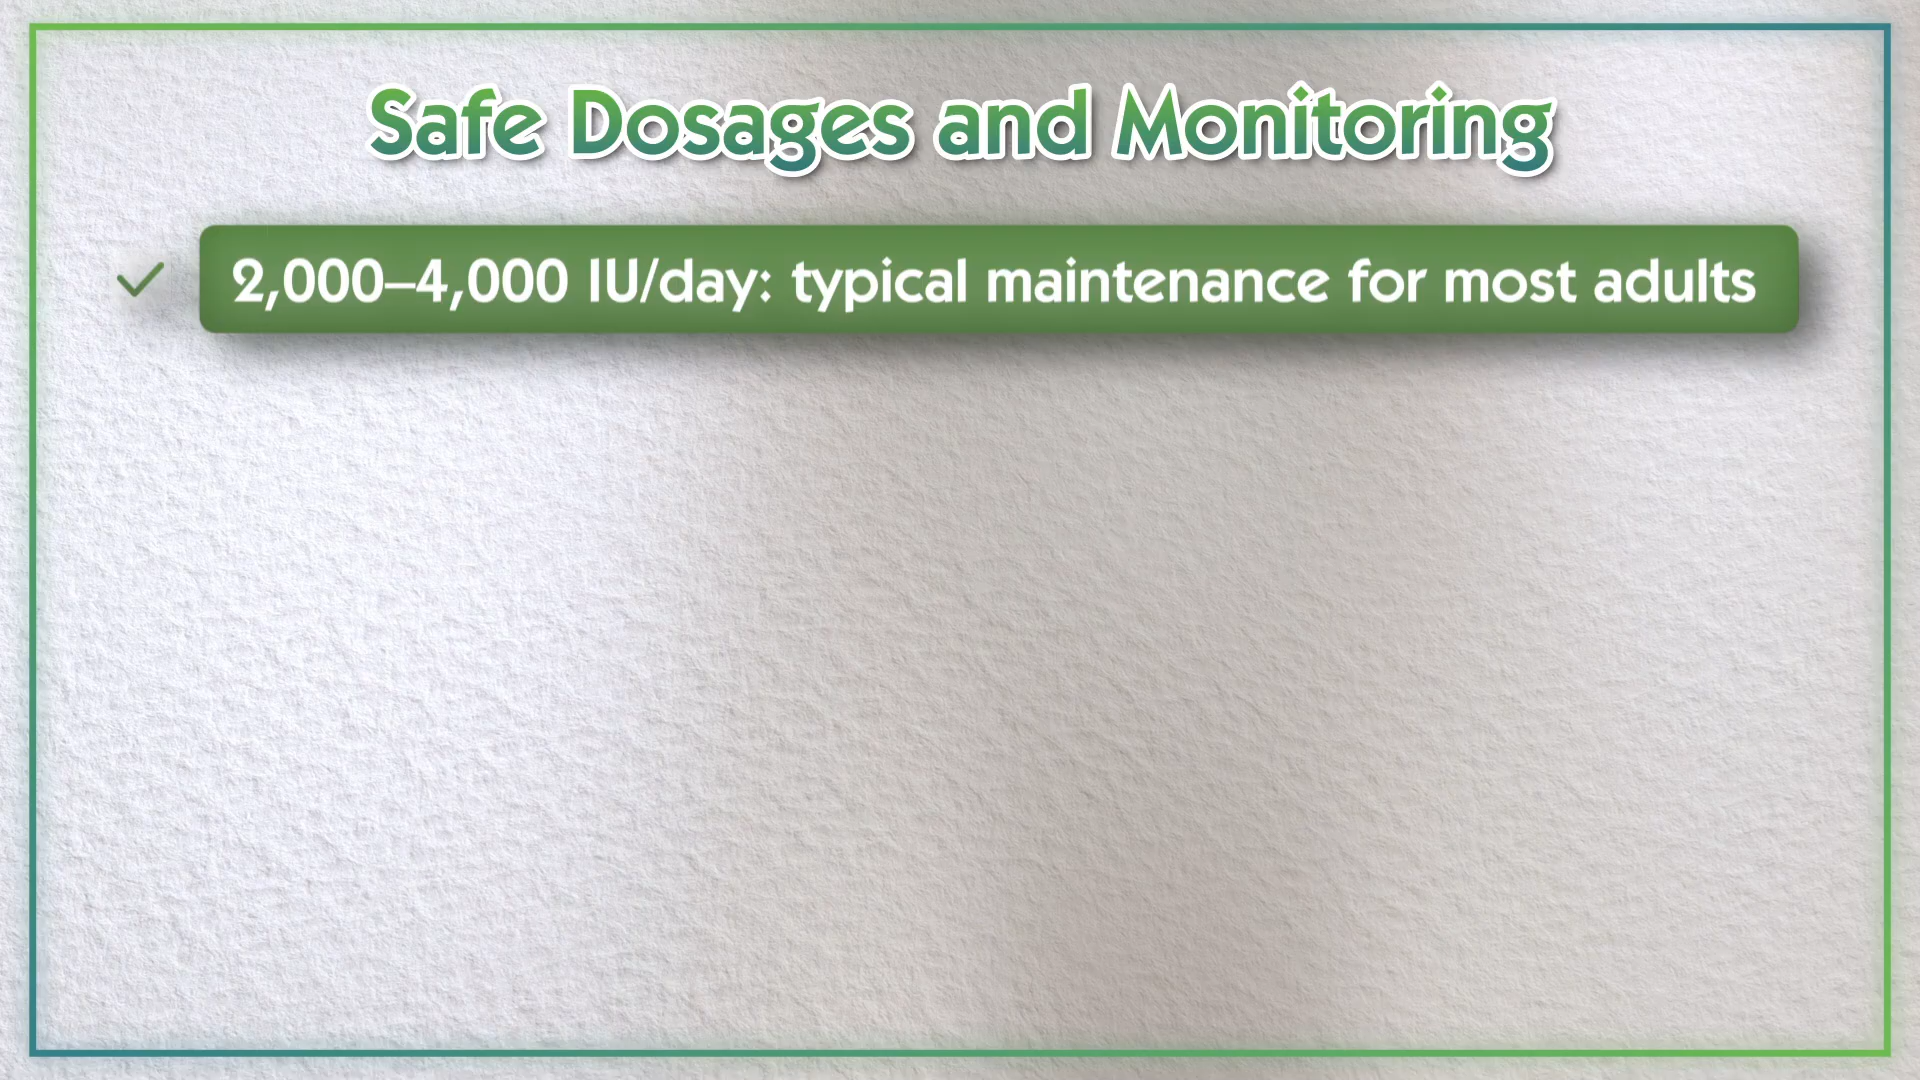 Safe Dosages and Monitoring
2,000–4,000 IU/day: typical maintenance for most adults